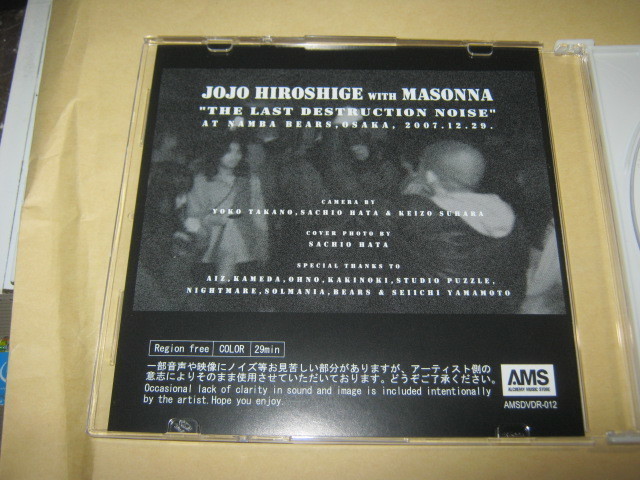 JOJO HIROSHIGE WITH MASONNA
"THE LAST DESTRUCTION NOISE"
AT NAMBA BEARS,OSAKA, 2007.12.29.
CAMERA BY
YOKO TAKANO,SACHIO HATA & KEIZO SUHARA
COVER PHOTO BY
SACHIO HATA
SPECIAL THANKS TO
AIZ,KAMEDA,OHNO,KAKINOKI,STUDIO PUZZLE,
NIGHTMARE,SOLMANIA,BEARS & SEIICHI YAMAMOTO
Region free COLOR 29min
一部音声や映像にノイズ等お見苦しい部分がありますが、アーティスト側の
意志によりそのまま使用させていただいております。どうぞご了承ください。
Occasional lack of clarity in sound and image is included intentionally
by the artist.Hope you enjoy.
AMS
ALCHEMY MUSIC STORE
AMSDVDR-012